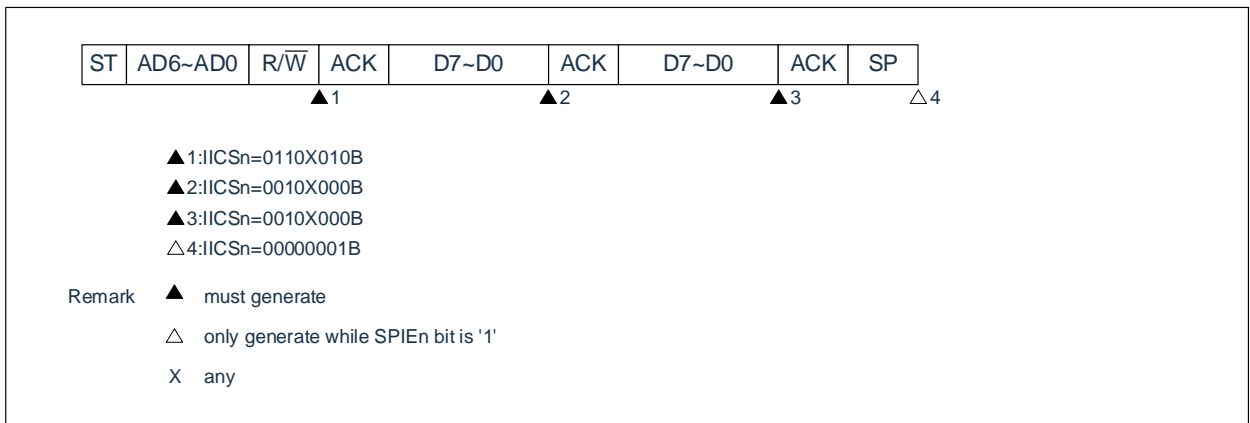 ST AD6~AD0 R/W̅ ACK D7~D0 ACK D7~D0 ACK SP
▲1 ▲2 ▲3 △4
▲1:IICSn=0110X010B
▲2:IICSn=0010X000B
▲3:IICSn=0010X000B
△4:IICSn=00000001B
Remark ▲ must generate
△ only generate while SPIEn bit is '1'
X any